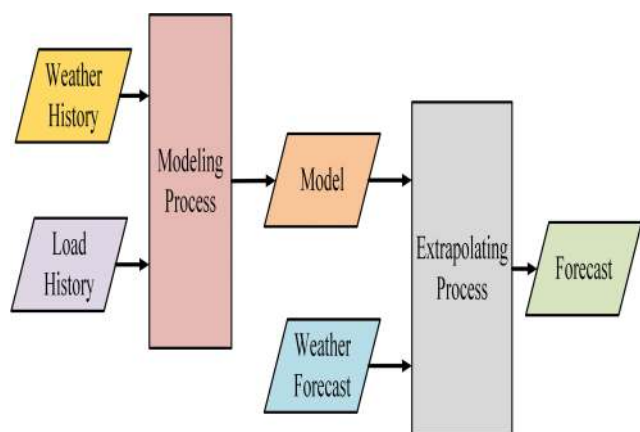 Weather
History
Load
History
Modeling
Process
Model
Weather
Forecast
Extrapolating
Process
Forecast